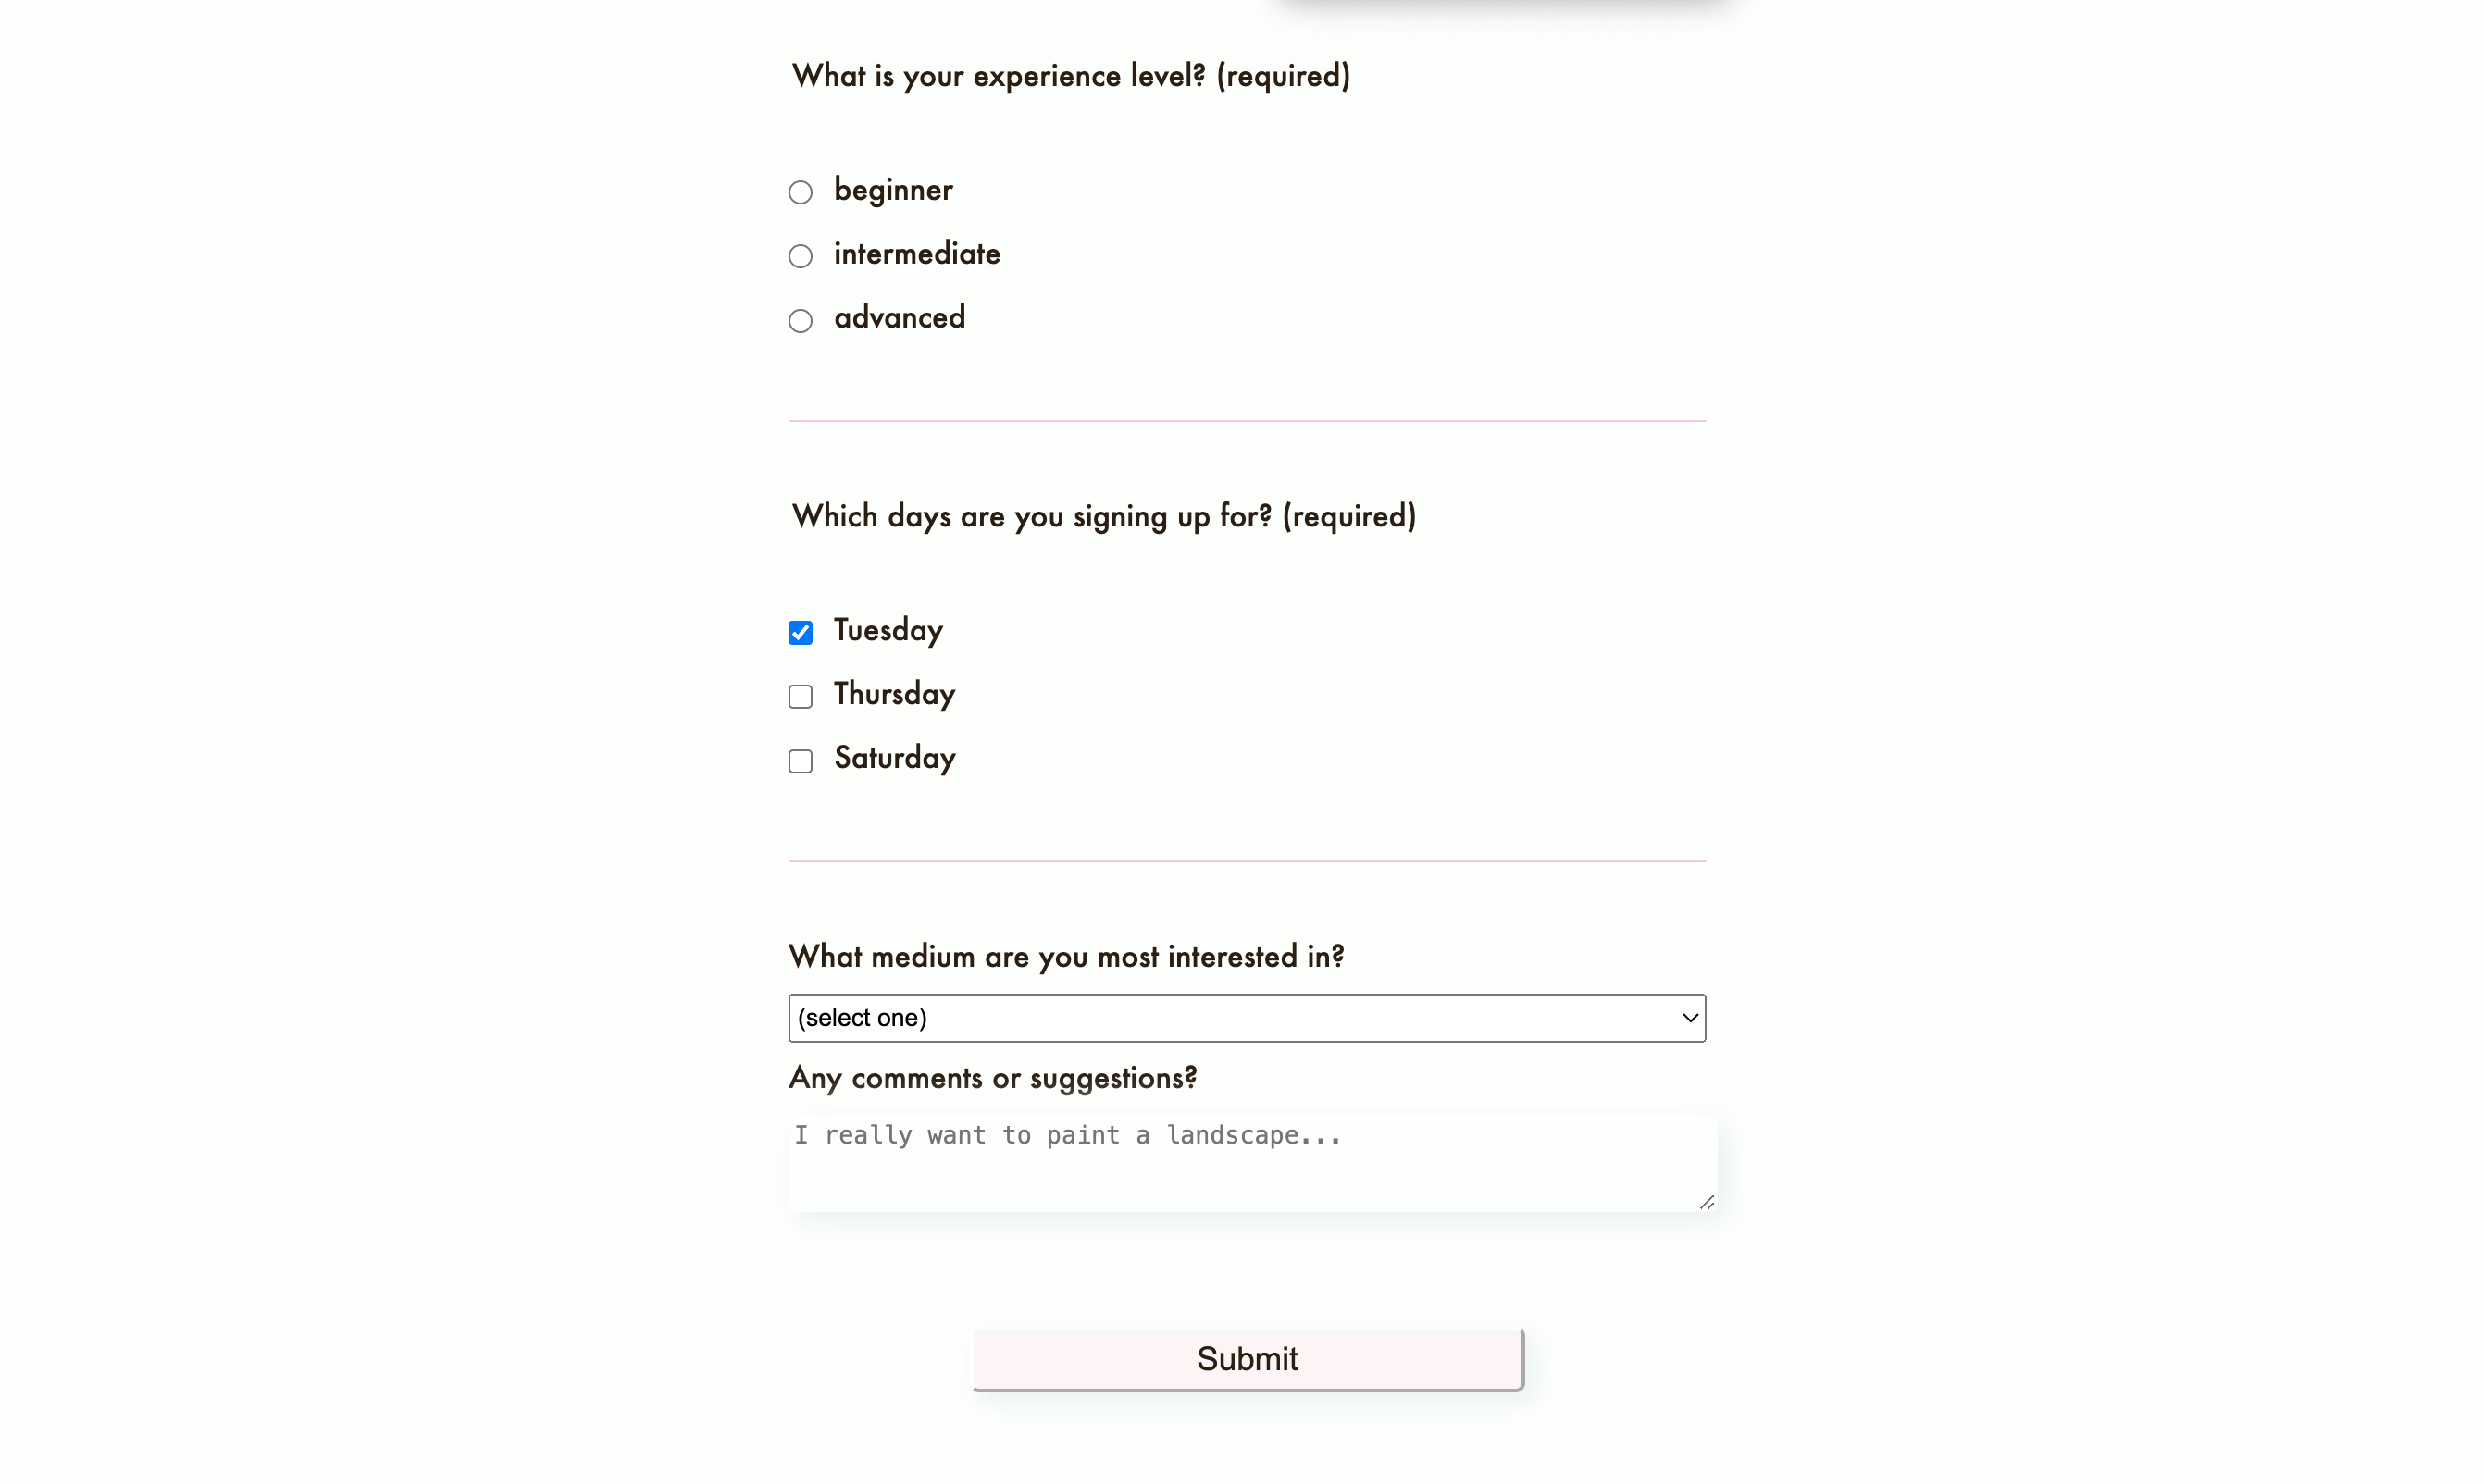 What is your experience level? (required)
beginner
intermediate
advanced
Which days are you signing up for? (required)
Tuesday
Thursday
Saturday
What medium are you most interested in?
(select one)
Any comments or suggestions?
I really want to paint a landscape...
Submit